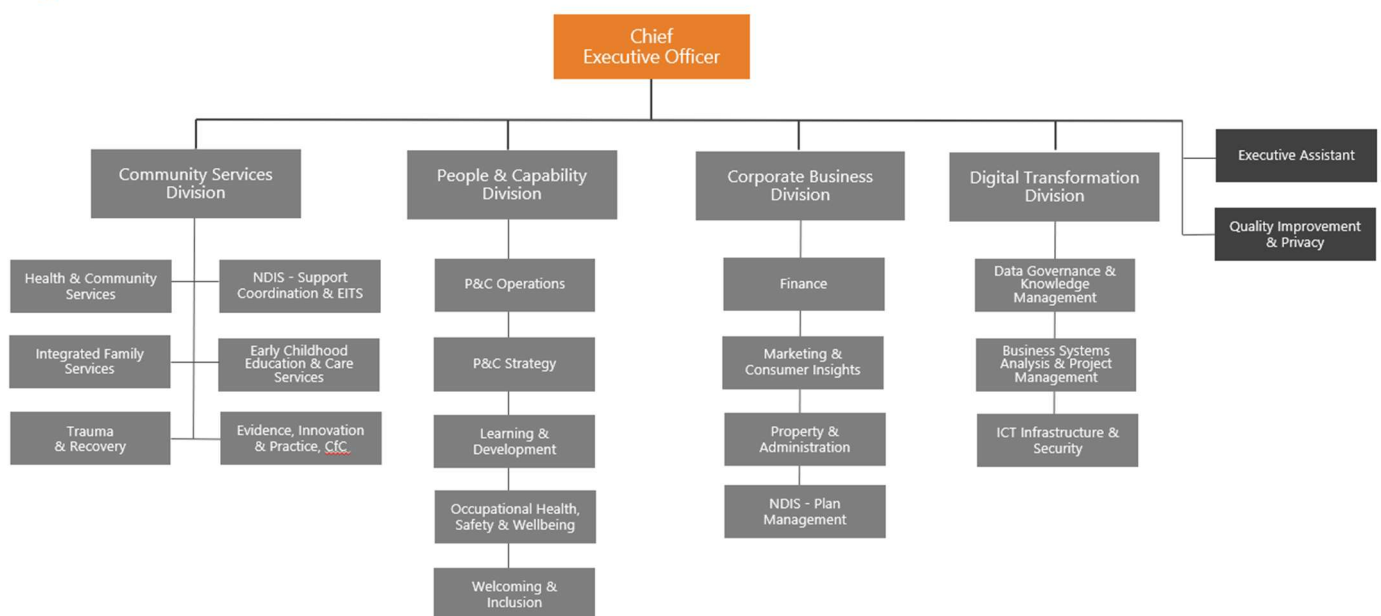 Chief
Executive Officer
Executive Assistant
Quality Improvement
& Privacy
Community Services
Division
Health & Community
Services
NDIS - Support
Coordination & EITS
Integrated Family
Services
Early Childhood
Education & Care
Services
Trauma
& Recovery
Evidence, Innovation
& Practice, CfC
People & Capability
Division
P&C Operations
P&C Strategy
Learning &
Development
Occupational Health,
Safety & Wellbeing
Welcoming &
Inclusion
Corporate Business
Division
Finance
Marketing &
Consumer Insights
Property &
Administration
NDIS - Plan
Management
Digital Transformation
Division
Data Governance &
Knowledge
Management
Business Systems
Analysis & Project
Management
ICT Infrastructure &
Security